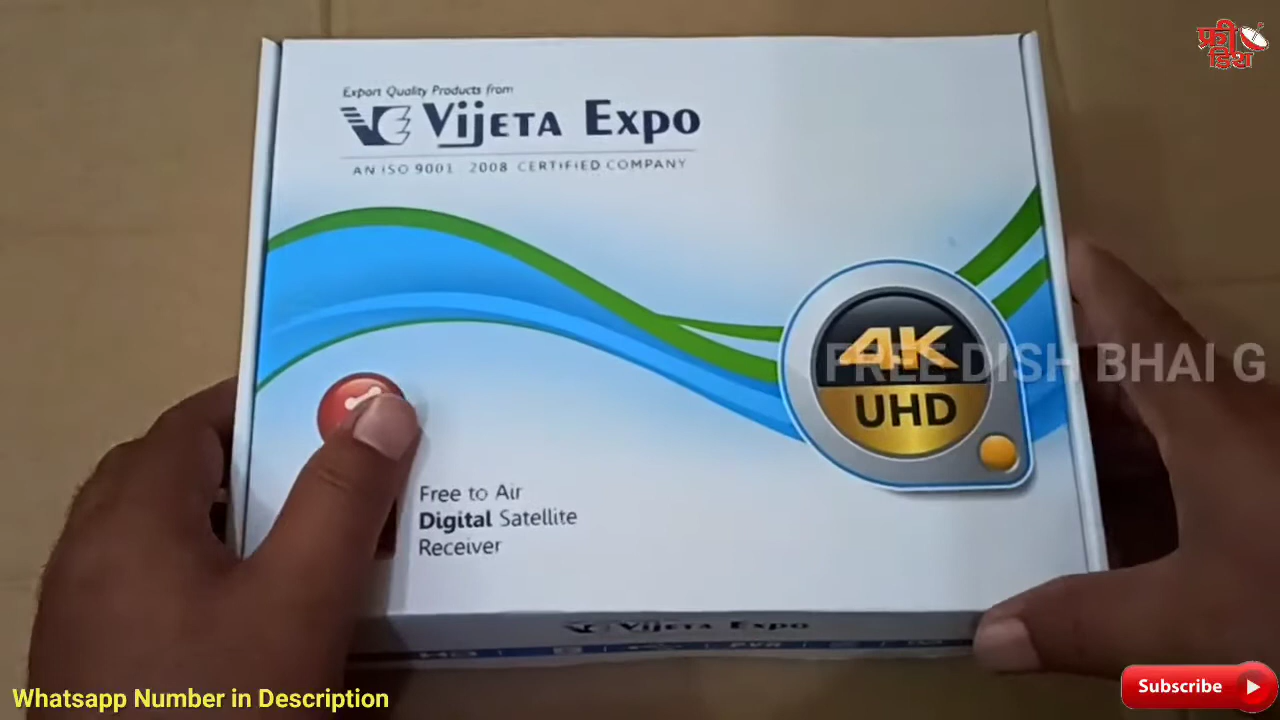 फ्री
डिश
Export Quality Products from
VE Vijeta Expo
AN ISO 9001 2008 CERTIFIED COMPANY
4K
UHD
FREE DISH BHAI G
Free to Air
Digital Satellite
Receiver
Vijeta Expo
Subscribe
Whatsapp Number in Description